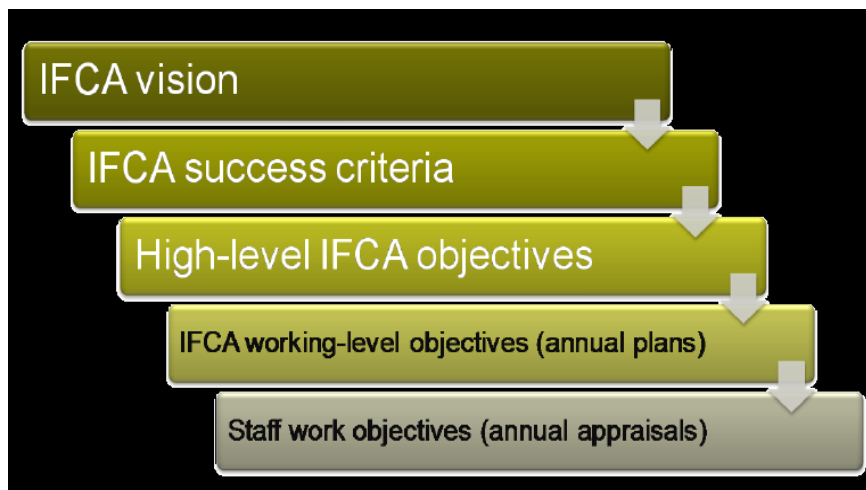 IFCA vision
IFCA success criteria
High-level IFCA objectives
IFCA working-level objectives (annual plans)
Staff work objectives (annual appraisals)